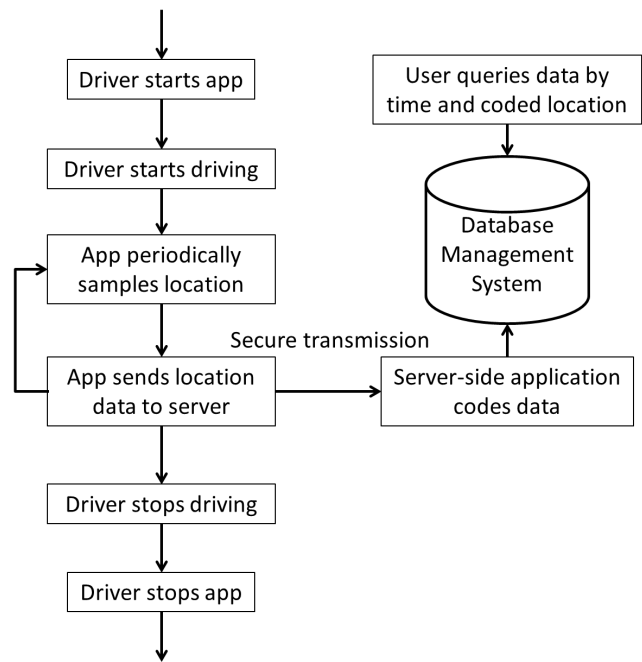 Driver starts app
Driver starts driving
App periodically
samples location
App sends location
data to server
Driver stops driving
Driver stops app
Secure transmission
User queries data by
time and coded location
Database
Management
System
Server-side application
codes data